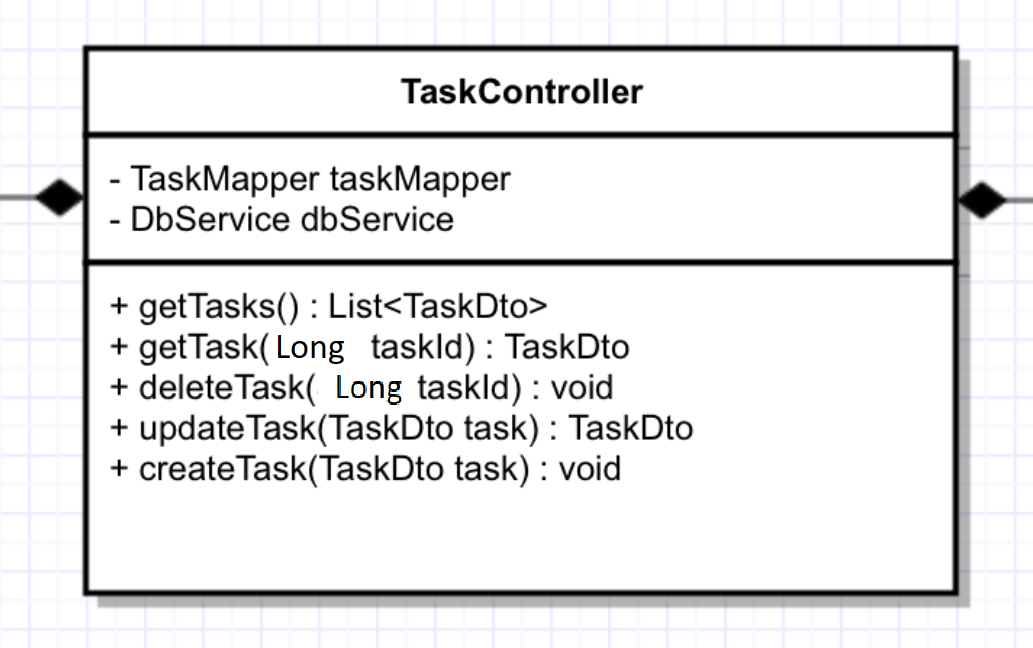 TaskController
- TaskMapper taskMapper
- DbService dbService
+ getTasks() : List<TaskDto>
+ getTask( Long taskId) : TaskDto
+ deleteTask( Long taskId) : void
+ updateTask(TaskDto task) : TaskDto
+ createTask(TaskDto task) : void